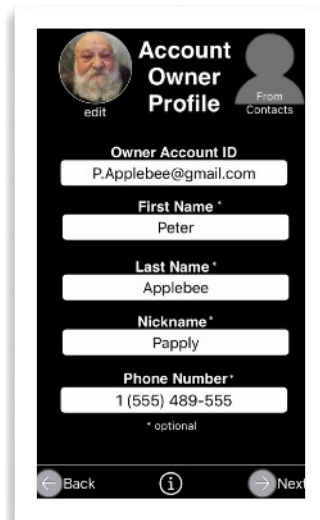 Account
Owner
Profile
edit
From
Contacts
Owner Account ID
P.Applebee@gmail.com
First Name *
Peter
Last Name *
Applebee
Nickname *
Papply
Phone Number *
1 (555) 489-555
* optional
Back
i
Next